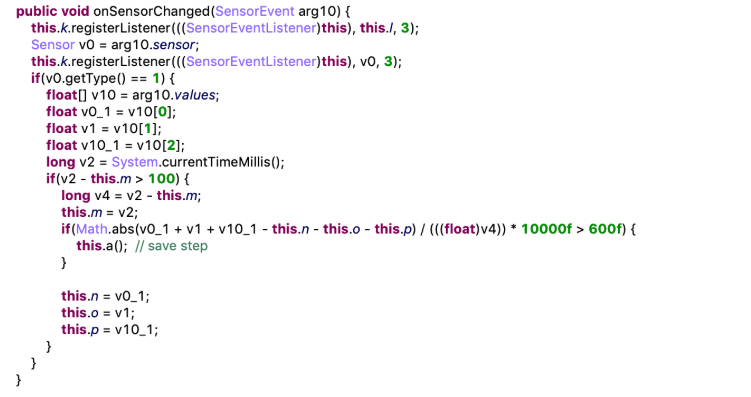 public void onSensorChanged(SensorEvent arg10) {
this.k.registerListener(((SensorEventListener)this), this.l, 3);
Sensor v0 = arg10.sensor;
this.k.registerListener(((SensorEventListener)this), v0, 3);
if(v0.getType() == 1) {
float[] v10 = arg10.values;
float v0_1 = v10[0];
float v1 = v10[1];
float v10_1 = v10[2];
long v2 = System.currentTimeMillis();
if(v2 - this.m > 100) {
long v4 = v2 - this.m;
this.m = v2;
if(Math.abs(v0_1 + v1 + v10_1 - this.n - this.o - this.p) / (((float)v4)) * 10000f > 600f) {
this.a(); // save step
}
this.n = v0_1;
this.o = v1;
this.p = v10_1;
}
}
}